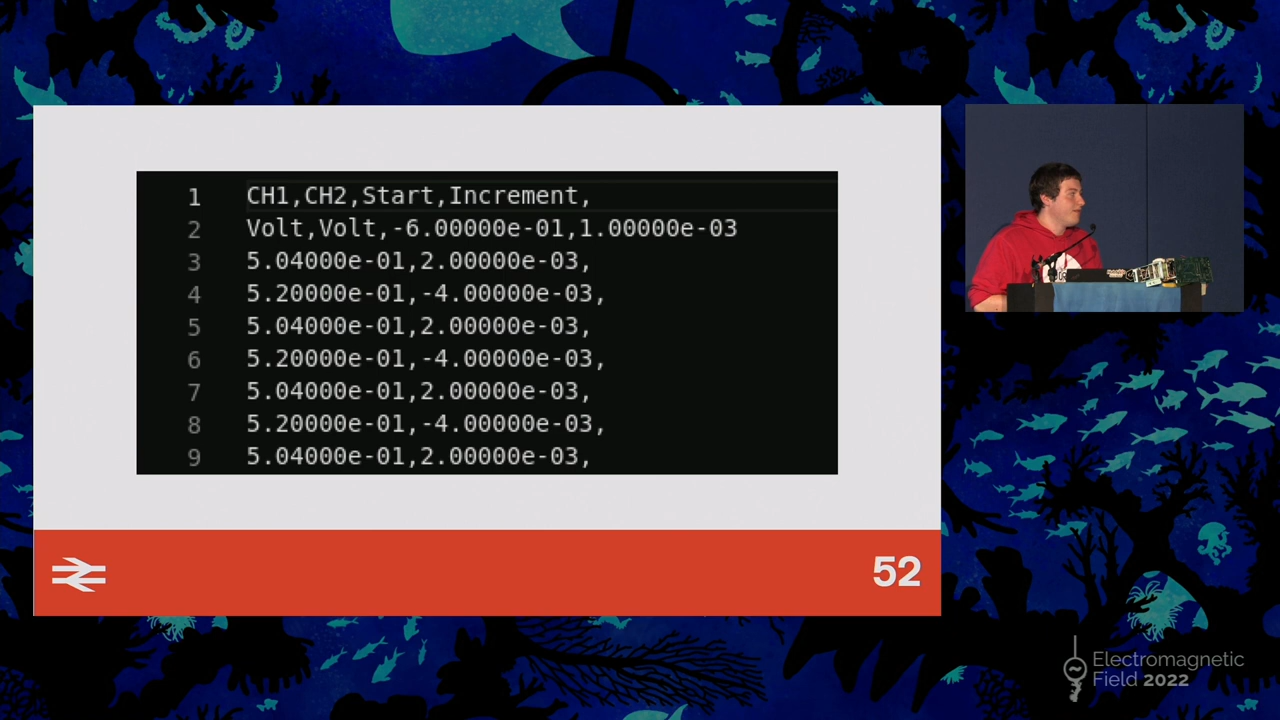 1 CH1,CH2,Start,Increment,
2 Volt,Volt,-6.00000e-01,1.00000e-03
3 5.04000e-01,2.00000e-03,
4 5.20000e-01,-4.00000e-03,
5 5.04000e-01,2.00000e-03,
6 5.20000e-01,-4.00000e-03,
7 5.04000e-01,2.00000e-03,
8 5.20000e-01,-4.00000e-03,
9 5.04000e-01,2.00000e-03,
52
Electromagnetic
Field 2022